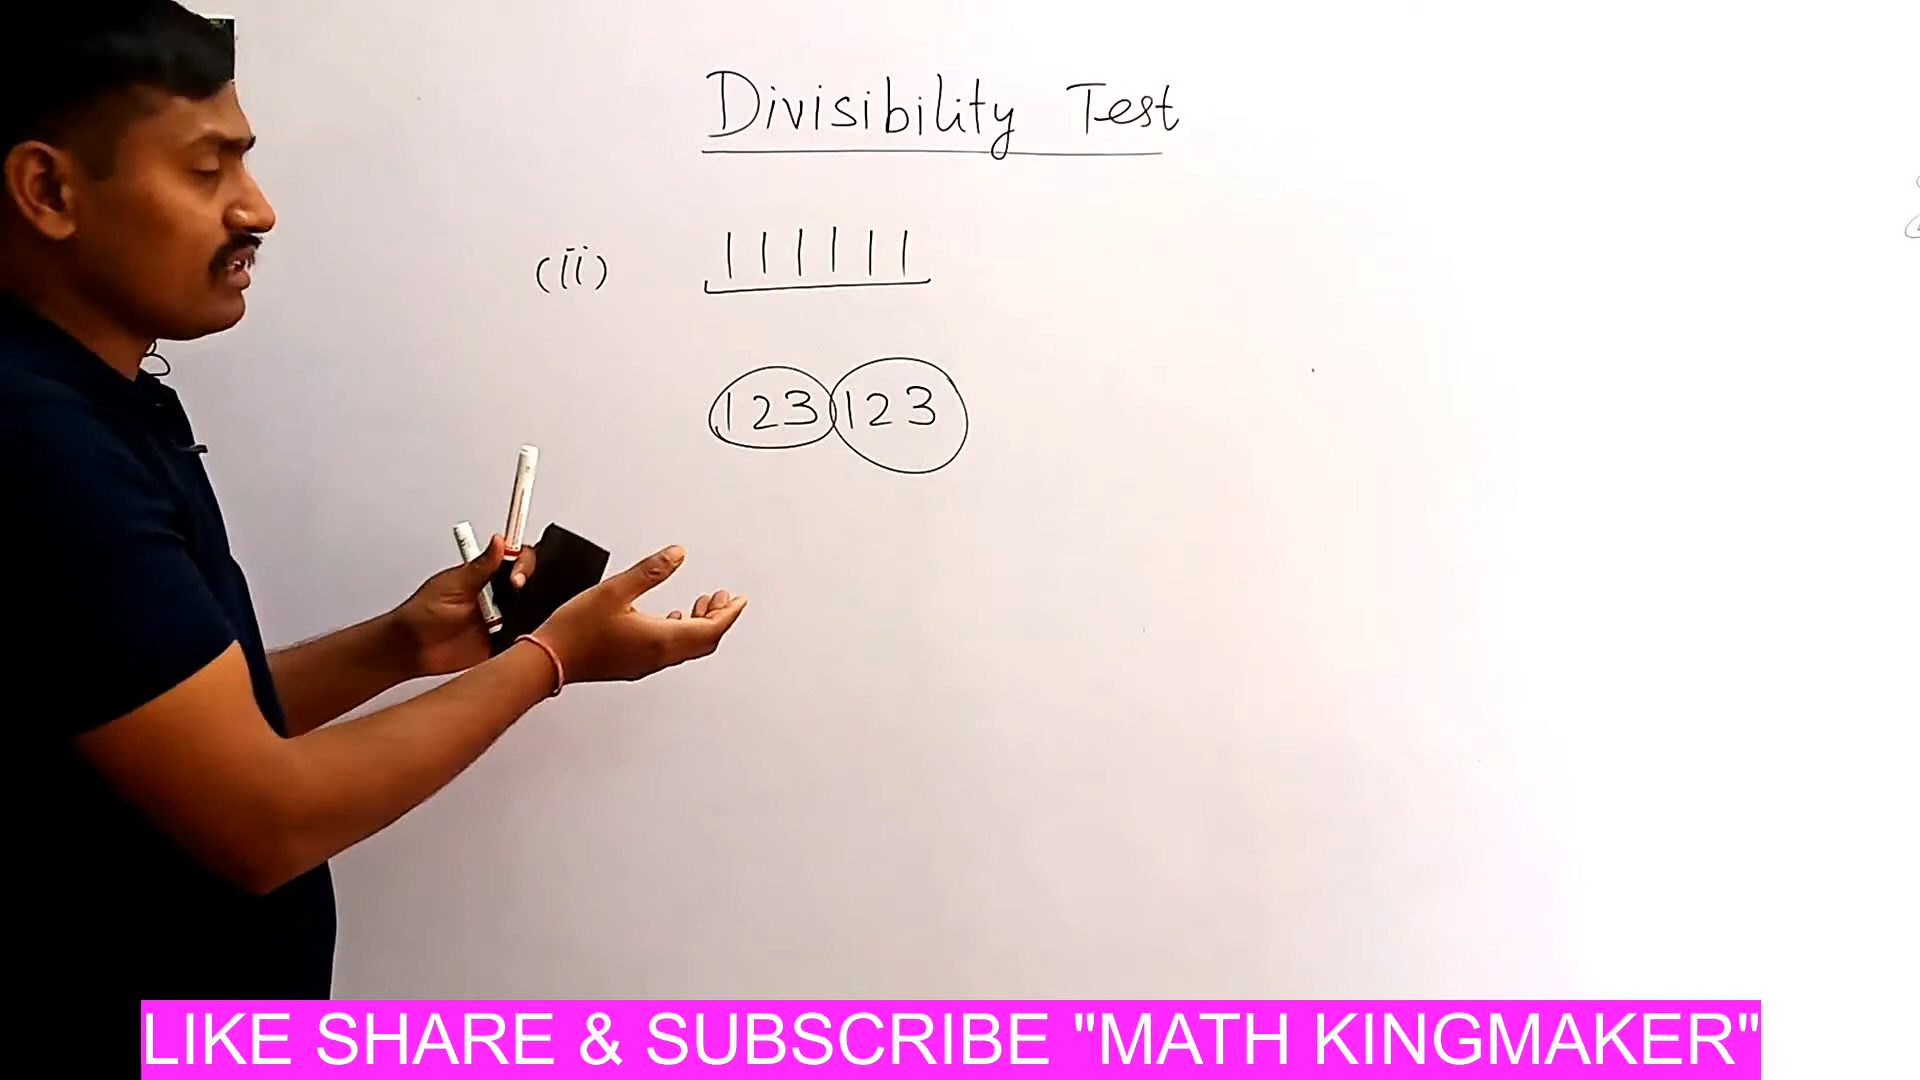 Divisibility Test
(ii) 111111
123123
LIKE SHARE & SUBSCRIBE "MATH KINGMAKER"